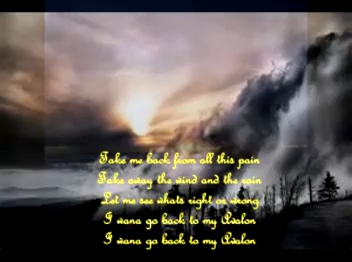 Take me back from all this pain
Take away the wind and the rain
Let me see whats right or wrong
I wana go back to my Avalon
I wana go back to my Avalon